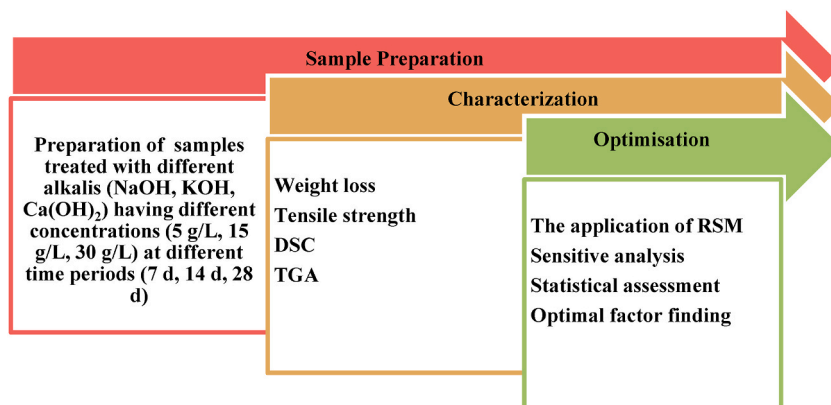 Sample Preparation
Characterization
Optimisation
Preparation of samples
treated with different
alkalis (NaOH, KOH,
Ca(OH)₂) having different
concentrations (5 g/L, 15
g/L, 30 g/L) at different
time periods (7 d, 14 d, 28
d)
Weight loss
Tensile strength
DSC
TGA
The application of RSM
Sensitive analysis
Statistical assessment
Optimal factor finding